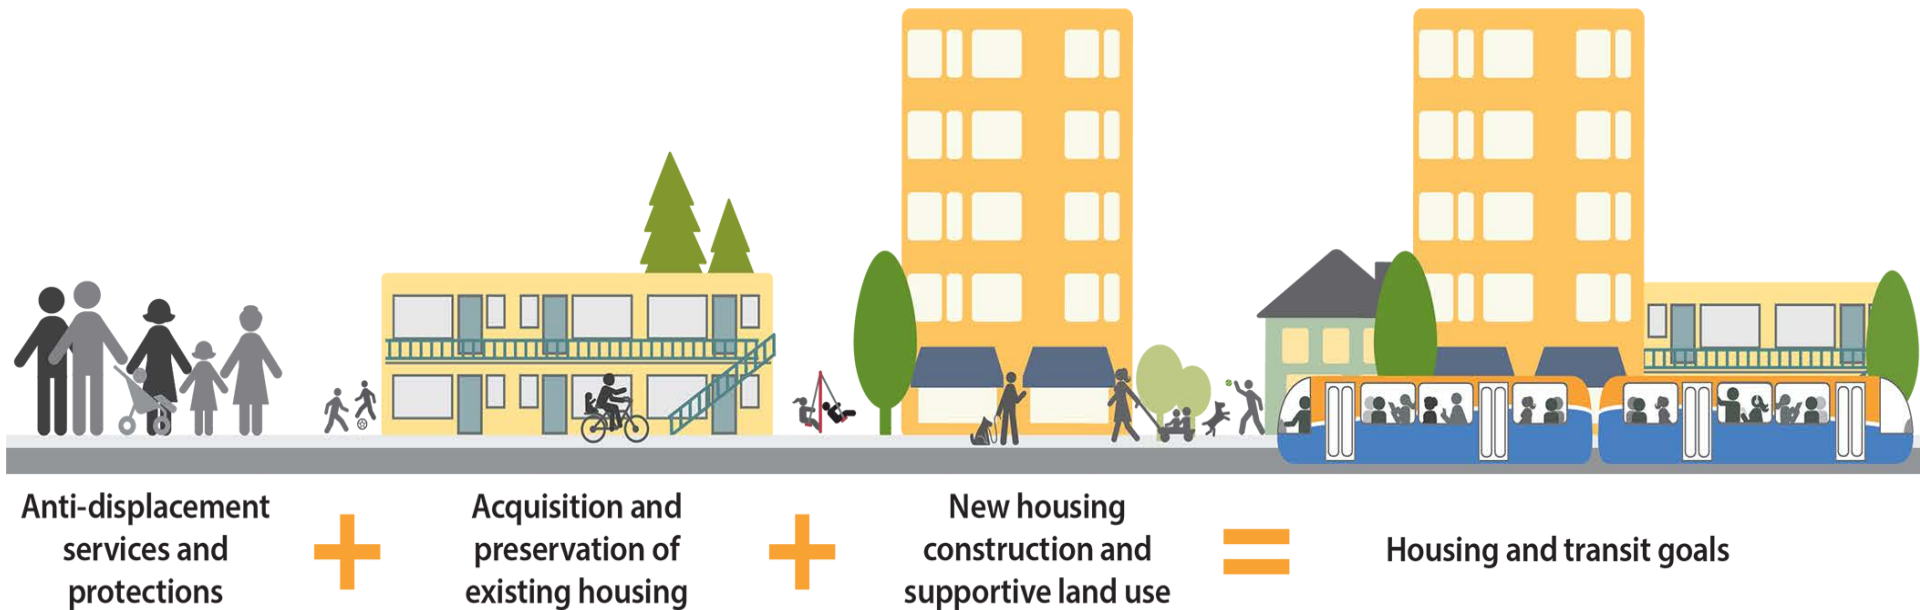 Anti-displacement
services and
protections
+
Acquisition and
preservation of
existing housing
+
New housing
construction and
supportive land use
=
Housing and transit goals